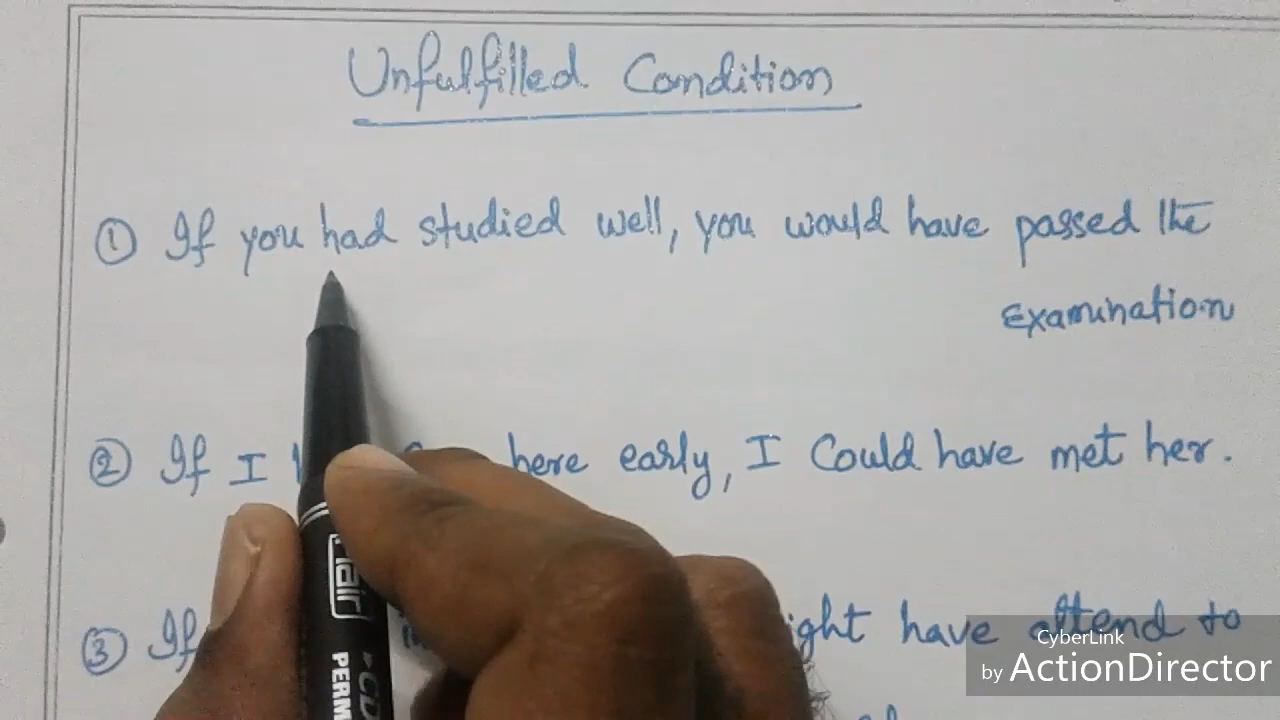 Unfulfilled Condition
① If you had studied well, you would have passed the
Examination
② If I here early, I Could have met her.
③ If have attend to
CyberLink
by ActionDirector
PERM